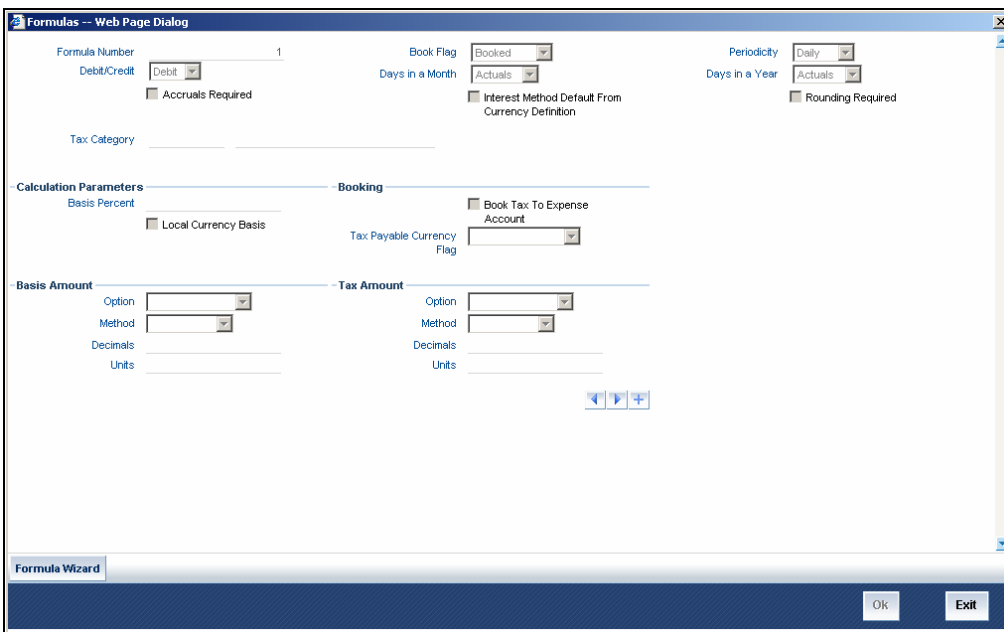 Formulas -- Web Page Dialog
Formula Number 1 Book Flag Booked Periodicity Daily
Debit/Credit Debit Days in a Month Actuals Days in a Year Actuals
Accruals Required Interest Method Default From Rounding Required
Currency Definition
Tax Category
Calculation Parameters Booking
Basis Percent Book Tax To Expense
Account
Local Currency Basis
Tax Payable Currency
Flag
Basis Amount Tax Amount
Option Option
Method Method
Decimals Decimals
Units Units
Formula Wizard
Ok Exit